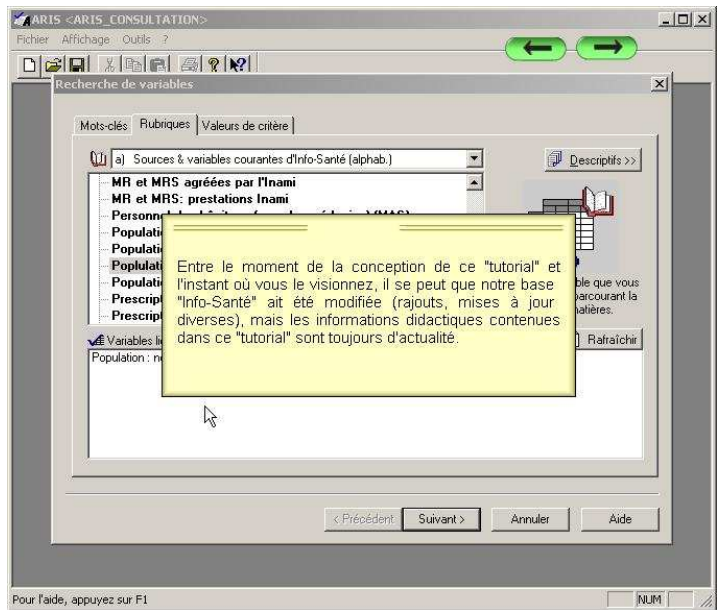 ARIS <ARIS_CONSULTATION>
Fichier Affichage Outils ?
Recherche de variables
Mots-clés Rubriques Valeurs de critère
a) Sources & variables courantes d'Info-Santé (alphab.)
Descriptifs >>
MR et MRS agréées par l'Inami
MR et MRS: prestations Inami
Personnel
Populati
Populati
Poplulati
Populati
Prescript
Prescript
Entre le moment de la conception de ce "tutorial" et
l'instant où vous le visionnez, il se peut que notre base
"Info-Santé" ait été modifiée (rajouts, mises à jour
diverses), mais les informations didactiques contenues
dans ce "tutorial" sont toujours d'actualité.
ble que vous
parcourant la
matières.
Variables li
Rafraîchir
Population : n
< Précédent Suivant > Annuler Aide
Pour l'aide, appuyez sur F1 NUM